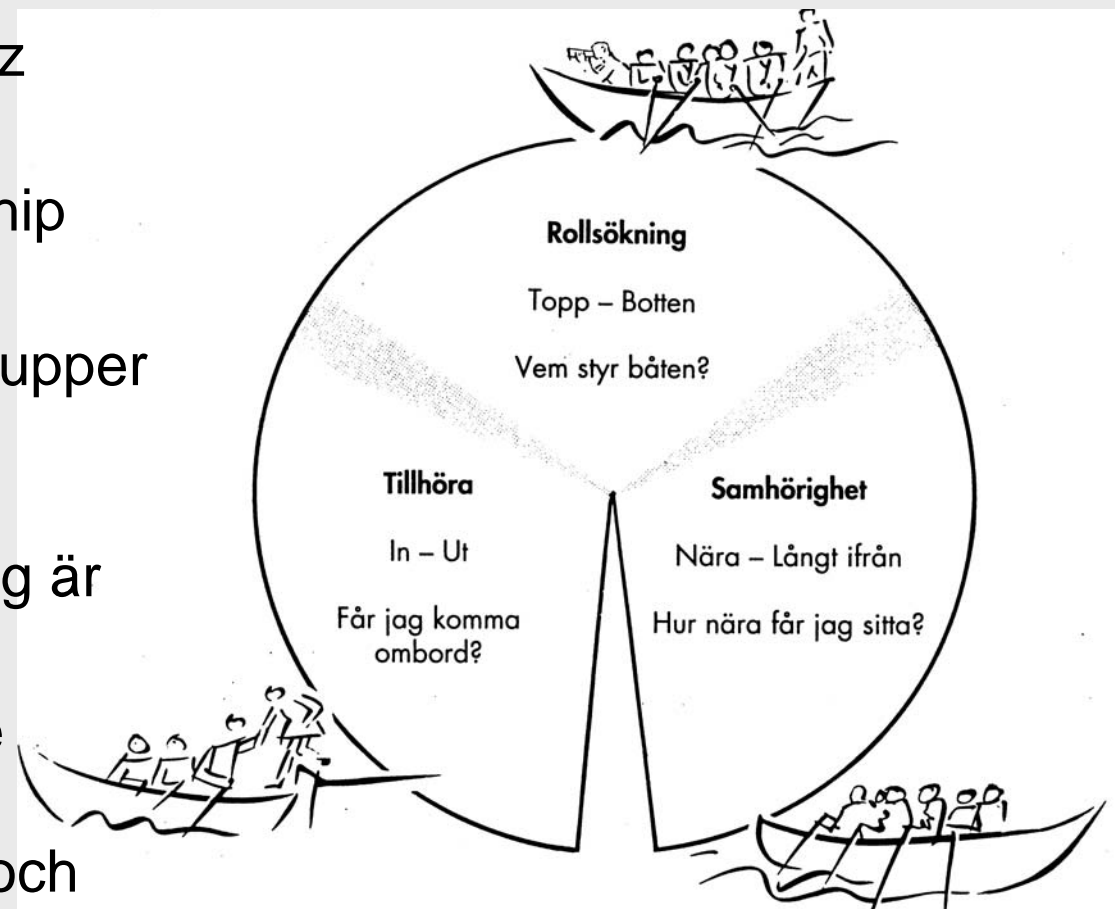 z
hip
upper
g är
e
och
Rollsökning
Topp – Botten
Vem styr båten?
Tillhöra
In – Ut
Får jag komma
ombord?
Samhörighet
Nära – Långt ifrån
Hur nära får jag sitta?